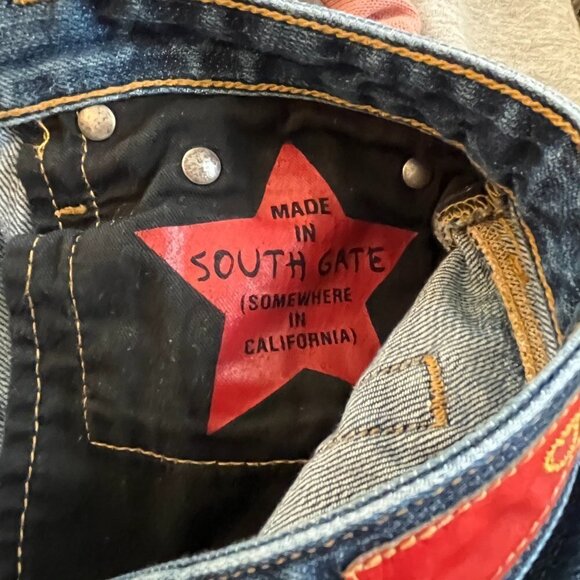 MADE
IN
SOUTH GATE
(SOMEWHERE
IN
CALIFORNIA)